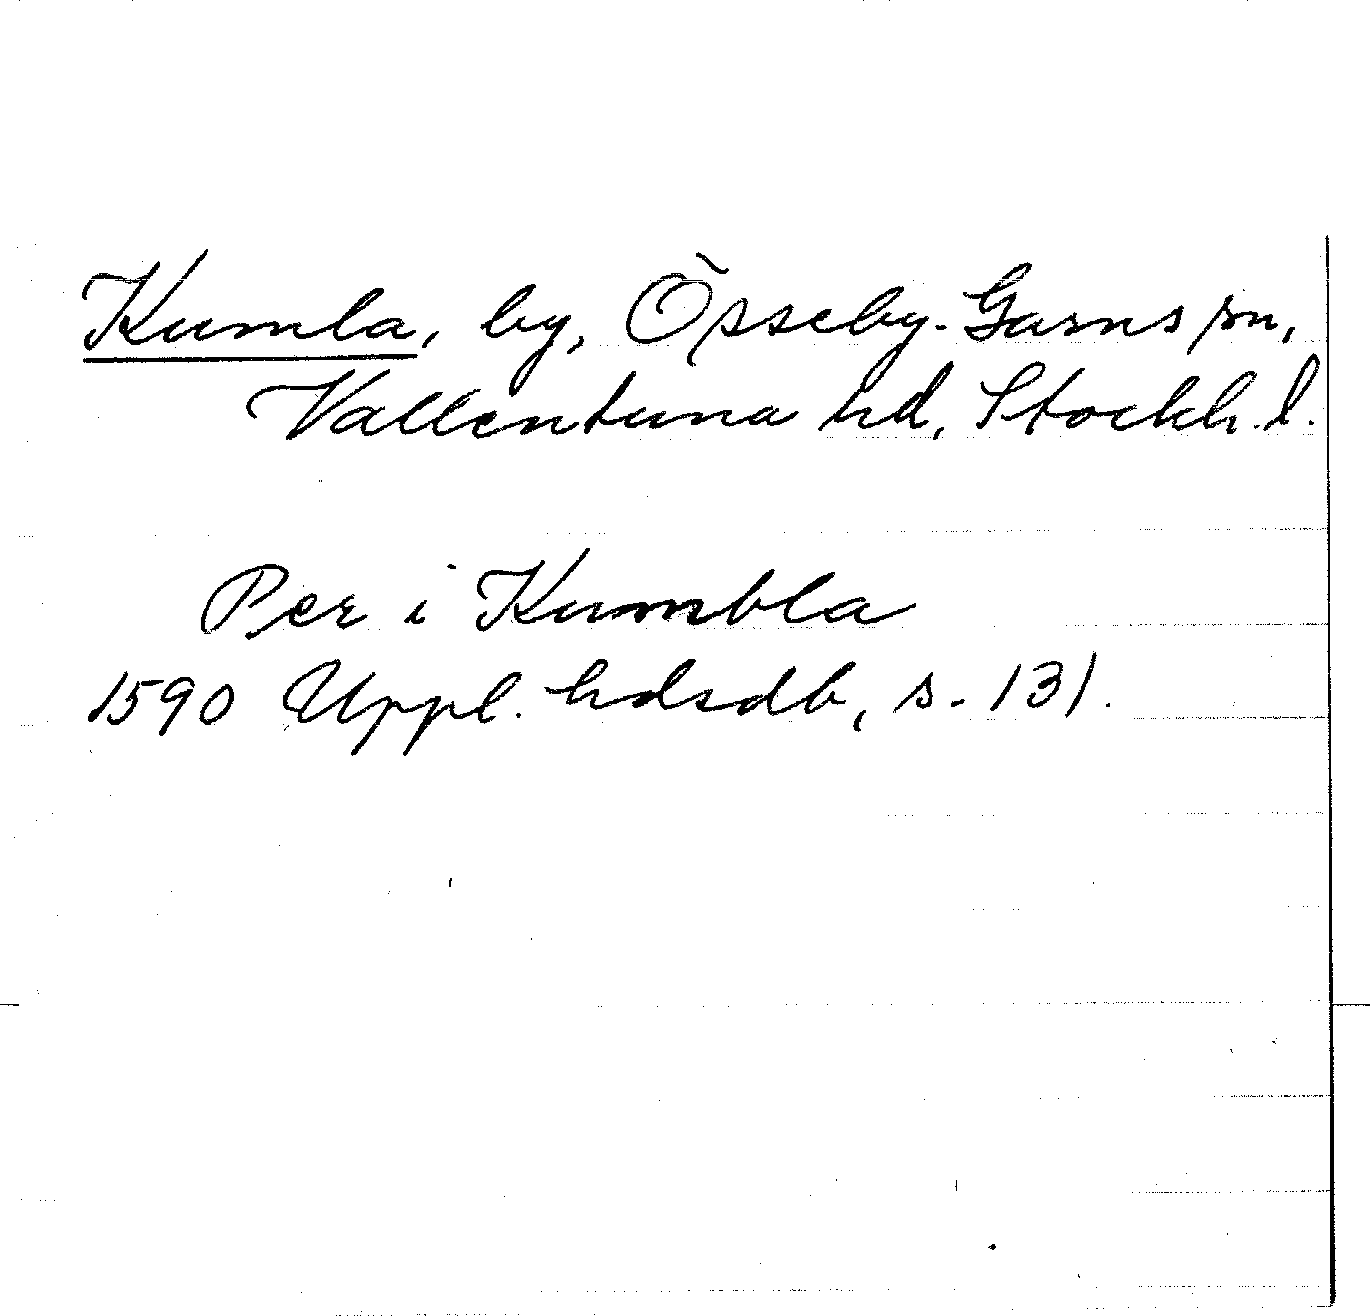 Kumla, by, Össeby-Garns sn,
Vallentuna hd, Stockh. l.
Per i Kumbla
1590 Uppl. hdsdb, s. 131.